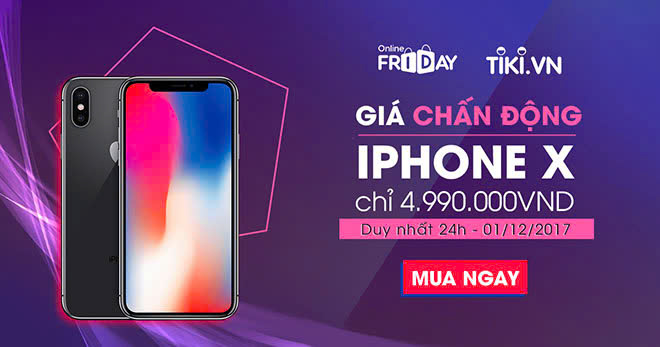 Online
FRIDAY
TIKI.VN
GIÁ CHẤN ĐỘNG
IPHONE X
chỉ 4.990.000VND
Duy nhất 24h - 01/12/2017
MUA NGAY